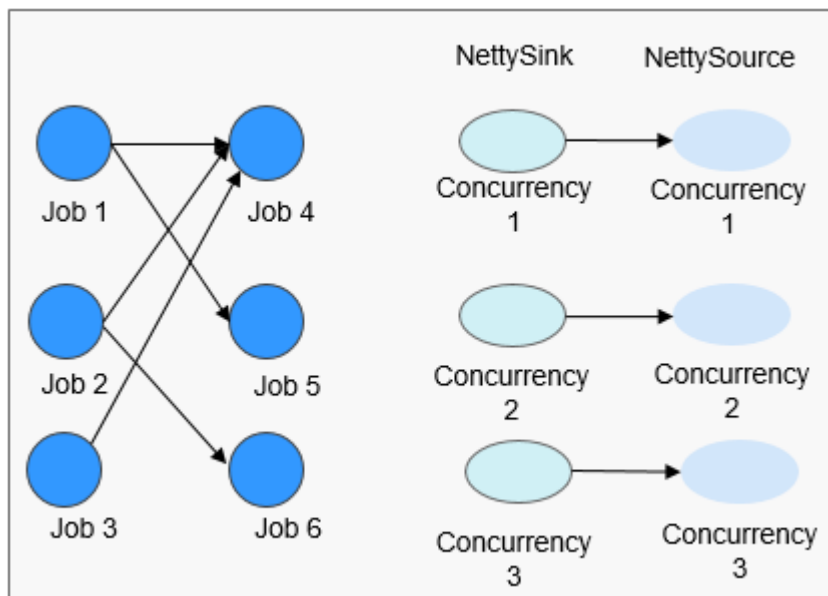 NettySink
NettySource
Job 1
Job 4
Concurrency
1
Concurrency
1
Job 2
Job 5
Concurrency
2
Concurrency
2
Job 3
Job 6
Concurrency
3
Concurrency
3